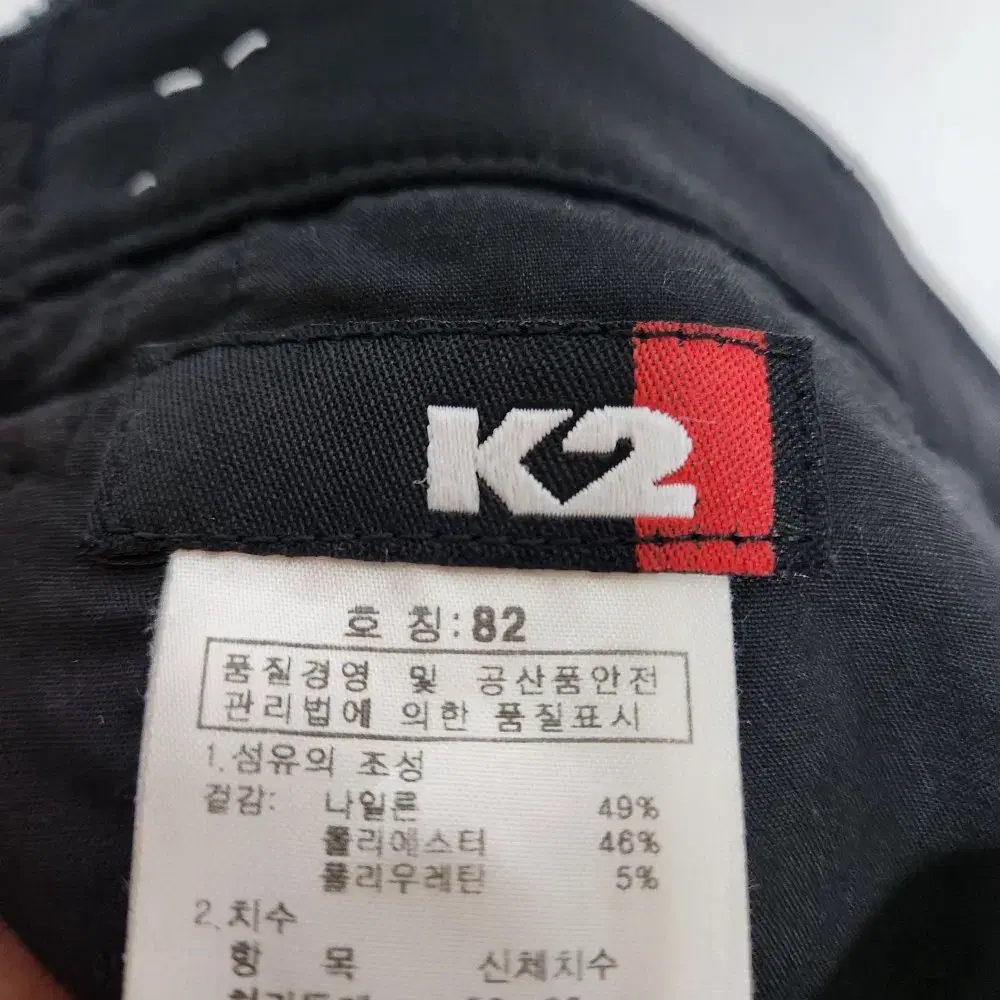 K2
호 칭:82
품질경영 및 공산품안전
관리법에 의한 품질표시
1.섬유의 조성
겉감: 나일론 49%
폴리에스터 46%
폴리우레탄 5%
2.치수
항 목 신체치수